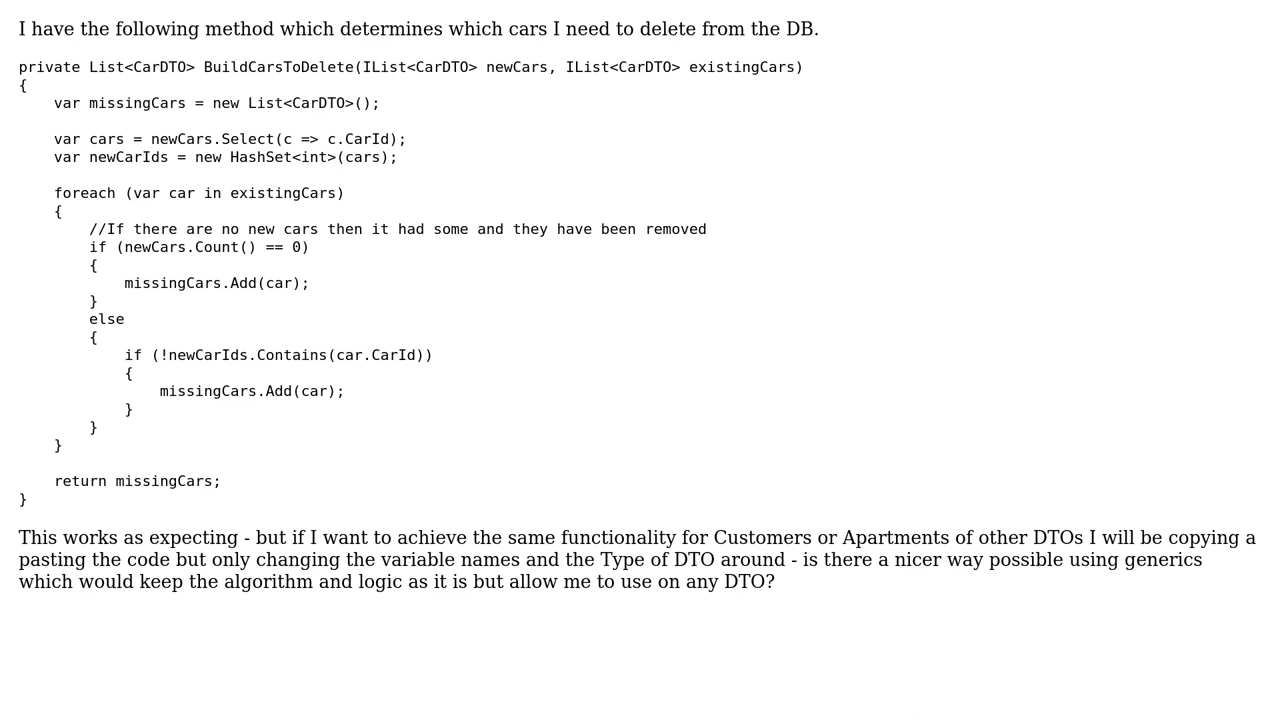 I have the following method which determines which cars I need to delete from the DB.
private List<CarDTO> BuildCarsToDelete(IList<CarDTO> newCars, IList<CarDTO> existingCars)
{
    var missingCars = new List<CarDTO>();

    var cars = newCars.Select(c => c.CarId);
    var newCarIds = new HashSet<int>(cars);

    foreach (var car in existingCars)
    {
        //If there are no new cars then it had some and they have been removed
        if (newCars.Count() == 0)
        {
            missingCars.Add(car);
        }
        else
        {
            if (!newCarIds.Contains(car.CarId))
            {
                missingCars.Add(car);
            }
        }
    }

    return missingCars;
}
This works as expecting - but if I want to achieve the same functionality for Customers or Apartments of other DTOs I will be copying a
pasting the code but only changing the variable names and the Type of DTO around - is there a nicer way possible using generics
which would keep the algorithm and logic as it is but allow me to use on any DTO?